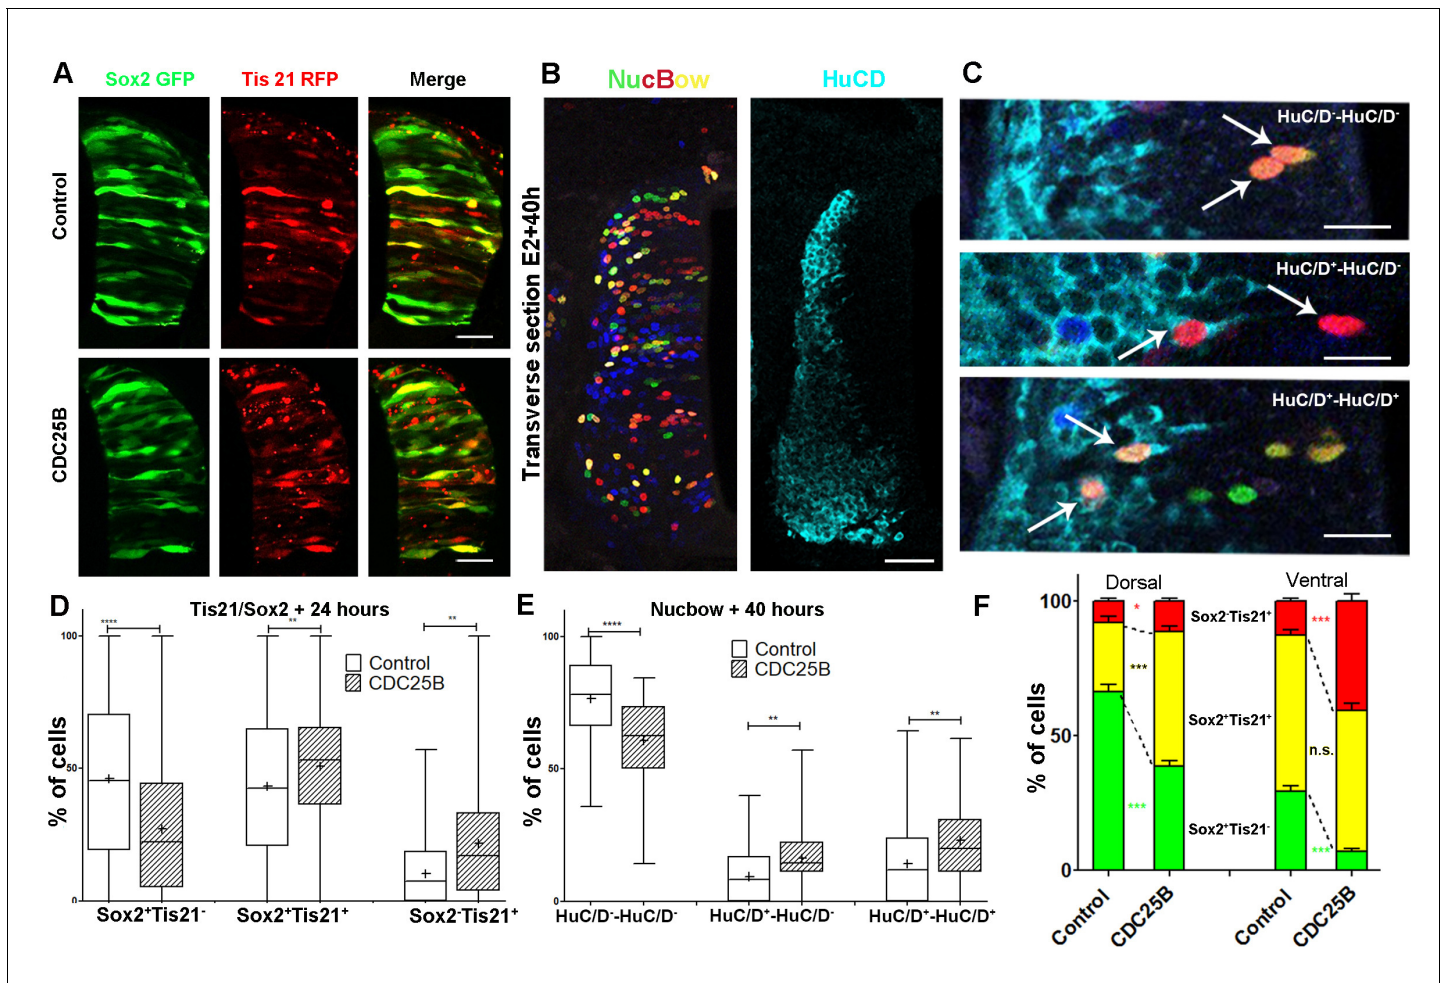 A
Sox2 GFP
Tis 21 RFP
Merge
Control
CDC25B
B
NucBow
HuCD
Transverse section E2+40h
C
HuC/D⁻-HuC/D⁻
HuC/D⁺-HuC/D⁻
HuC/D⁺-HuC/D⁺
D
Tis21/Sox2 + 24 hours
% of cells
100
50
0
****
**
**
Control
CDC25B
Sox2⁺Tis21⁻
Sox2⁺Tis21⁺
Sox2⁻Tis21⁺
E
Nucbow + 40 hours
% of cells
100
50
0
****
**
**
Control
CDC25B
HuC/D⁻-HuC/D⁻
HuC/D⁺-HuC/D⁻
HuC/D⁺-HuC/D⁺
F
Dorsal
Ventral
% of cells
100
50
0
*
***
***
Sox2⁻Tis21⁺
Sox2⁺Tis21⁺
Sox2⁺Tis21⁻
***
n.s.
***
Control
CDC25B
Control
CDC25B